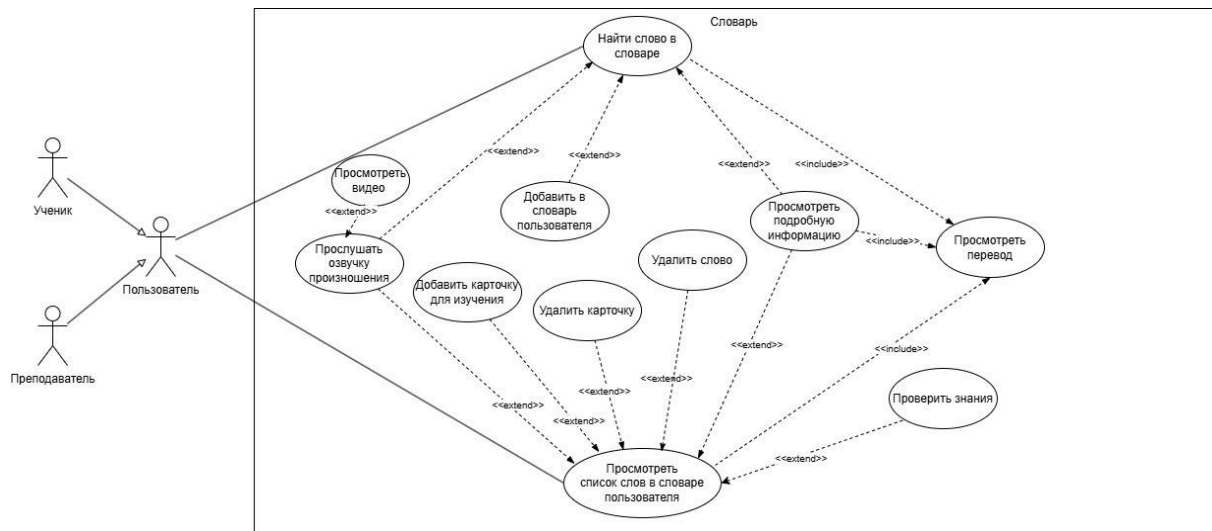 Словарь
Найти слово в
словаре
<<extend>>
<<extend>>
<<extend>>
<<include>>
Просмотреть
видео
<<extend>>
Добавить в
словарь
пользователя
Просмотреть
подробную
информацию
<<include>>
Просмотреть
перевод
Ученик
Пользователь
Преподаватель
Прослушать
озвучку
произношения
Добавить карточку
для изучения
Удалить карточку
Удалить слово
<<extend>>
<<include>>
<<extend>>
<<extend>>
<<extend>>
<<extend>>
Проверить знания
<<extend>>
Просмотреть
список слов в словаре
пользователя